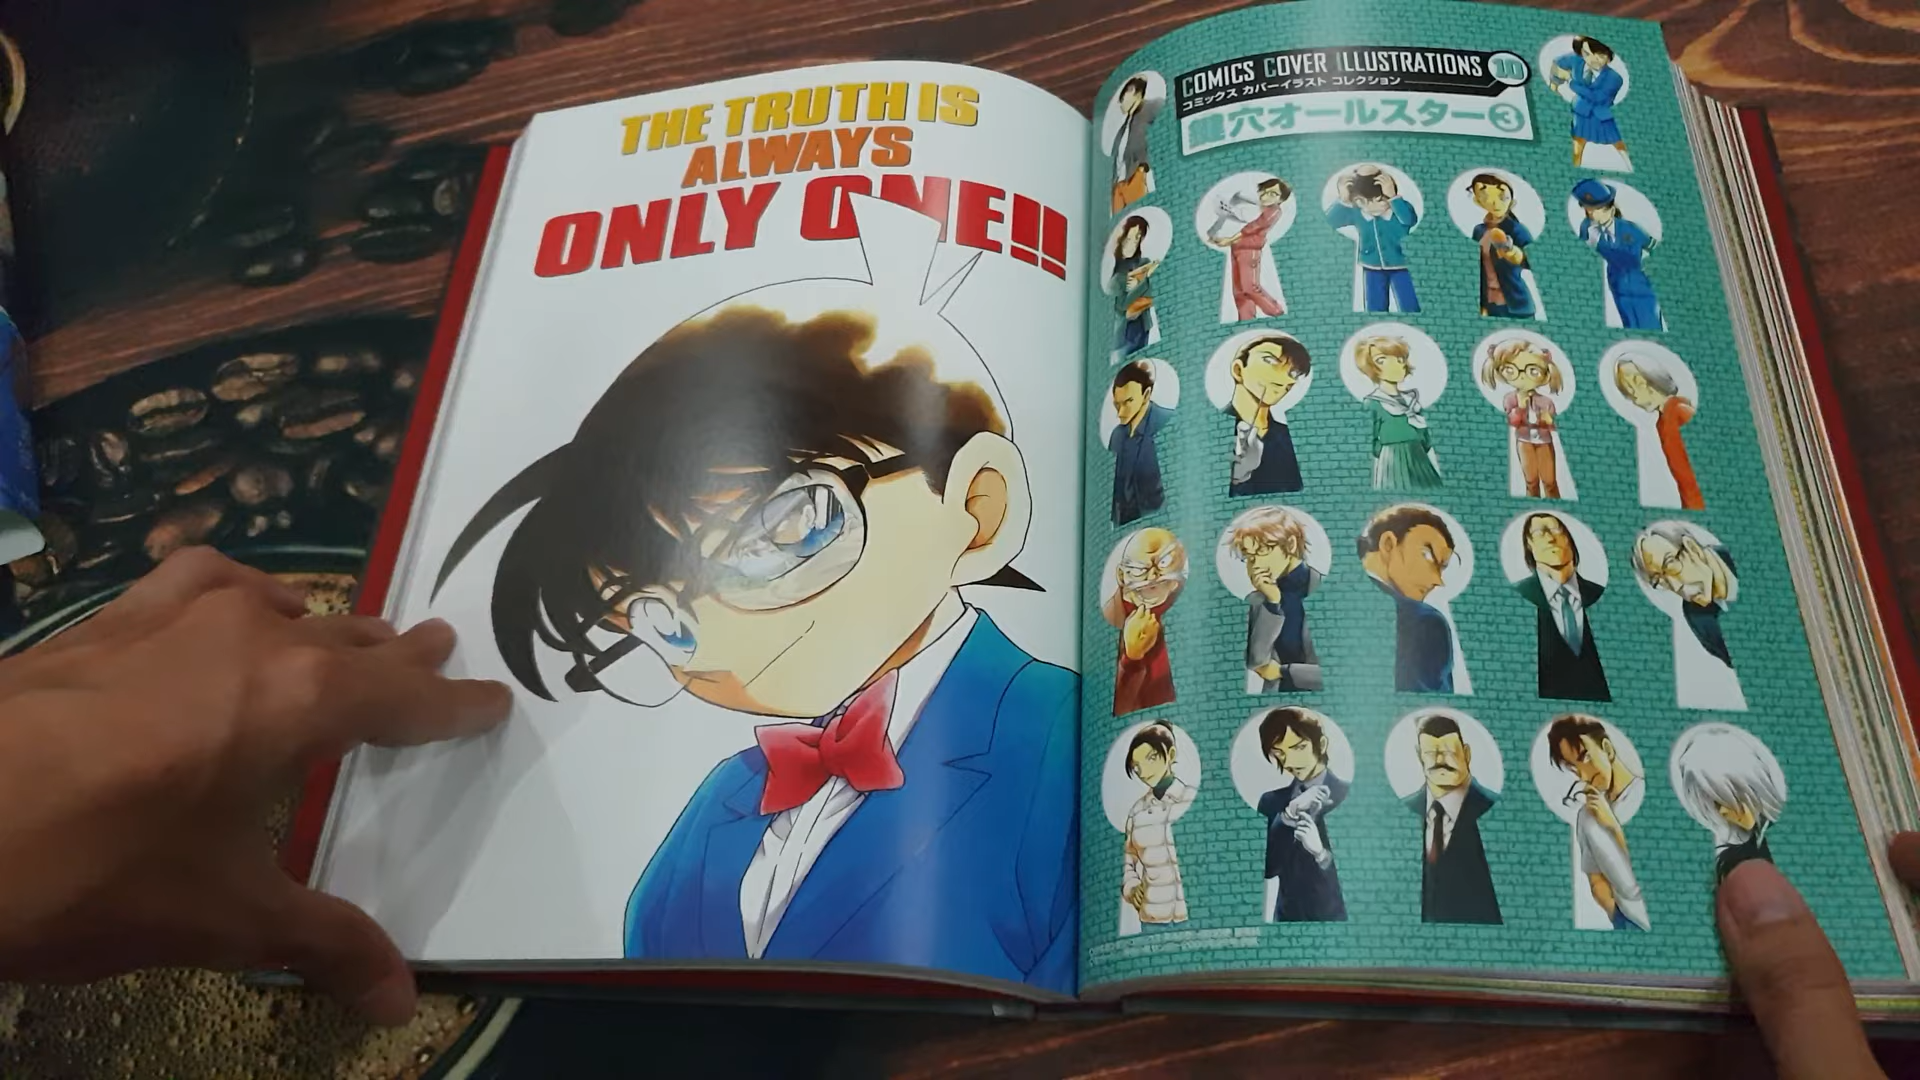 THE TRUTH IS
ALWAYS
ONLY ONE!!
COMICS COVER ILLUSTRATIONS 10
コミックス カバーイラスト コレクション
鍵穴オールスター③